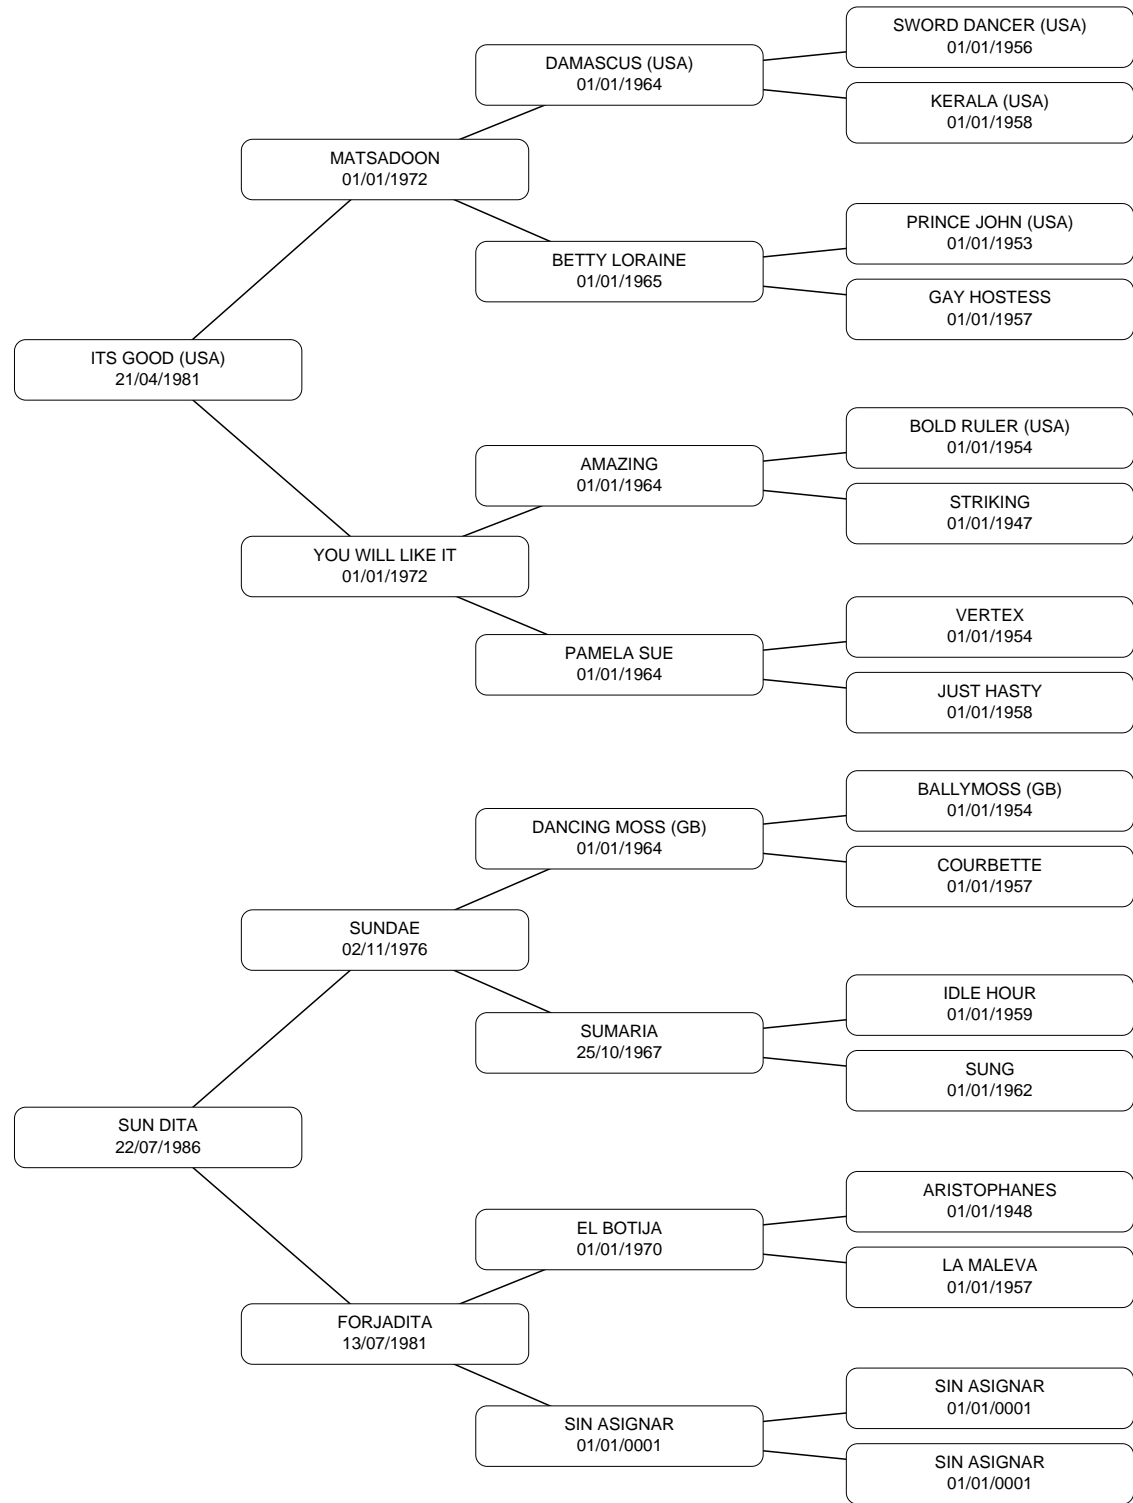 SWORD DANCER (USA)
01/01/1956
DAMASCUS (USA)
01/01/1964
KERALA (USA)
01/01/1958
MATSADOON
01/01/1972
PRINCE JOHN (USA)
01/01/1953
BETTY LORAINE
01/01/1965
GAY HOSTESS
01/01/1957
ITS GOOD (USA)
21/04/1981
BOLD RULER (USA)
01/01/1954
AMAZING
01/01/1964
STRIKING
01/01/1947
YOU WILL LIKE IT
01/01/1972
VERTEX
01/01/1954
PAMELA SUE
01/01/1964
JUST HASTY
01/01/1958
BALLYMOSS (GB)
01/01/1954
DANCING MOSS (GB)
01/01/1964
COURBETTE
01/01/1957
SUNDAE
02/11/1976
IDLE HOUR
01/01/1959
SUMARIA
25/10/1967
SUNG
01/01/1962
SUN DITA
22/07/1986
ARISTOPHANES
01/01/1948
EL BOTIJA
01/01/1970
LA MALEVA
01/01/1957
FORJADITA
13/07/1981
SIN ASIGNAR
01/01/0001
SIN ASIGNAR
01/01/0001
SIN ASIGNAR
01/01/0001